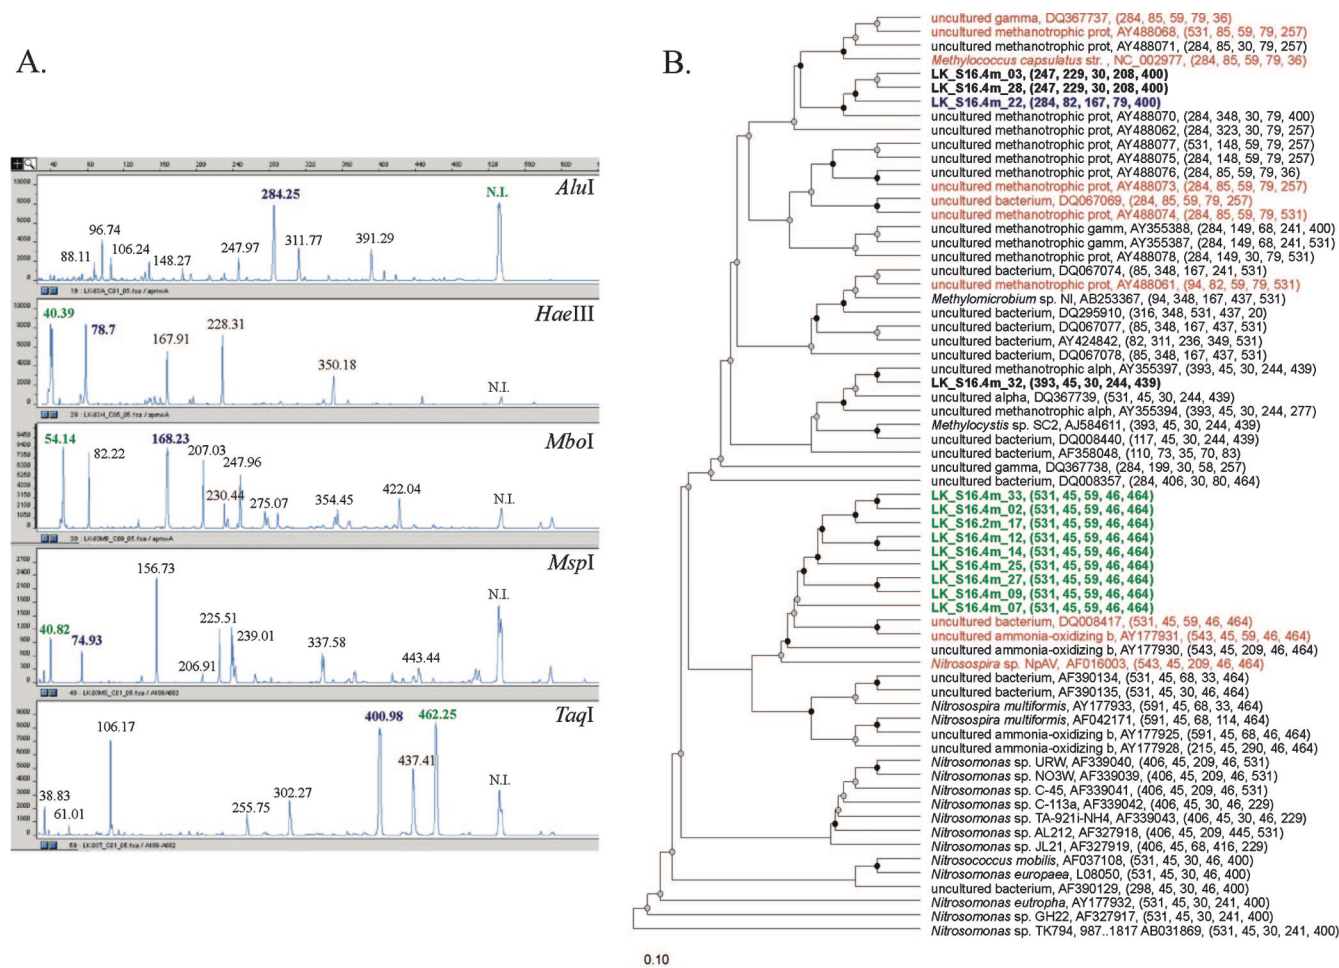 A.
40 80 120 160 200 240 280 320 360 400 440 480 520 560 600
AluI
88.11
96.74
106.24
148.27
247.97
284.25
311.77
391.29
N.I.
HaeIII
40.39
78.7
167.91
228.31
350.18
N.I.
MboI
54.14
82.22
168.23
207.03
230.44
247.96
275.07
354.45
422.04
N.I.
MspI
40.82
74.93
156.73
206.91
225.51
239.01
337.58
443.44
N.I.
TaqI
38.83
61.01
106.17
255.75
302.27
400.98
437.41
462.25
N.I.
B.
uncultured gamma, DQ367737, (284, 85, 59, 79, 36)
uncultured methanotrophic prot, AY488068, (531, 85, 59, 79, 257)
uncultured methanotrophic prot, AY488071, (284, 85, 30, 79, 257)
Methylococcus capsulatus str. , NC_002977, (284, 85, 59, 79, 36)
LK_S16.4m_03, (247, 229, 30, 208, 400)
LK_S16.4m_28, (247, 229, 30, 208, 400)
LK_S16.4m_22, (284, 82, 167, 79, 400)
uncultured methanotrophic prot, AY488070, (284, 348, 30, 79, 400)
uncultured methanotrophic prot, AY488062, (284, 323, 30, 79, 257)
uncultured methanotrophic prot, AY488077, (531, 148, 59, 79, 257)
uncultured methanotrophic prot, AY488075, (284, 148, 59, 79, 257)
uncultured methanotrophic prot, AY488076, (284, 85, 59, 79, 36)
uncultured methanotrophic prot, AY488073, (284, 85, 59, 79, 257)
uncultured bacterium, DQ067069, (284, 85, 59, 79, 257)
uncultured methanotrophic prot, AY488074, (284, 85, 59, 79, 531)
uncultured methanotrophic gamm, AY355388, (284, 149, 68, 241, 400)
uncultured methanotrophic gamm, AY355387, (284, 149, 68, 241, 531)
uncultured methanotrophic prot, AY488078, (284, 149, 30, 79, 531)
uncultured bacterium, DQ067074, (85, 348, 167, 241, 531)
uncultured methanotrophic prot, AY488061, (94, 82, 59, 79, 531)
Methylomicrobium sp. NI, AB253367, (94, 348, 167, 437, 531)
uncultured bacterium, DQ295910, (316, 348, 531, 437, 20)
uncultured bacterium, DQ067077, (85, 348, 167, 437, 531)
uncultured bacterium, AY424842, (82, 311, 236, 349, 531)
uncultured bacterium, DQ067078, (85, 348, 167, 437, 531)
uncultured methanotrophic alph, AY355397, (393, 45, 30, 244, 439)
LK_S16.4m_32, (393, 45, 30, 244, 439)
uncultured alpha, DQ367739, (531, 45, 30, 244, 439)
uncultured methanotrophic alph, AY355394, (393, 45, 30, 244, 277)
Methylocystis sp. SC2, AJ584611, (393, 45, 30, 244, 439)
uncultured bacterium, DQ008440, (117, 45, 30, 244, 439)
uncultured bacterium, AF358048, (110, 73, 35, 70, 83)
uncultured gamma, DQ367738, (284, 199, 30, 58, 257)
uncultured bacterium, DQ008357, (284, 406, 30, 80, 464)
LK_S16.4m_33, (531, 45, 59, 46, 464)
LK_S16.4m_02, (531, 45, 59, 46, 464)
LK_S16.2m_17, (531, 45, 59, 46, 464)
LK_S16.4m_12, (531, 45, 59, 46, 464)
LK_S16.4m_14, (531, 45, 59, 46, 464)
LK_S16.4m_25, (531, 45, 59, 46, 464)
LK_S16.4m_27, (531, 45, 59, 46, 464)
LK_S16.4m_09, (531, 45, 59, 46, 464)
LK_S16.4m_07, (531, 45, 59, 46, 464)
uncultured bacterium, DQ008417, (531, 45, 59, 46, 464)
uncultured ammonia-oxidizing b, AY177931, (543, 45, 59, 46, 464)
uncultured ammonia-oxidizing b, AY177930, (543, 45, 209, 46, 464)
Nitrosospira sp. NpAV, AF016003, (543, 45, 209, 46, 464)
uncultured bacterium, AF390134, (531, 45, 68, 33, 464)
uncultured bacterium, AF390135, (531, 45, 30, 46, 464)
Nitrosospira multiformis, AY177933, (591, 45, 68, 33, 464)
Nitrosospira multiformis, AF042171, (591, 45, 68, 114, 464)
uncultured ammonia-oxidizing b, AY177925, (591, 45, 68, 46, 464)
uncultured ammonia-oxidizing b, AY177928, (215, 45, 290, 46, 464)
Nitrosomonas sp. URW, AF339040, (406, 45, 209, 46, 531)
Nitrosomonas sp. NO3W, AF339039, (406, 45, 209, 46, 531)
Nitrosomonas sp. C-45, AF339041, (406, 45, 209, 46, 531)
Nitrosomonas sp. C-113a, AF339042, (406, 45, 30, 46, 229)
Nitrosomonas sp. TA-921i-NH4, AF339043, (406, 45, 30, 46, 229)
Nitrosomonas sp. AL212, AF327918, (406, 45, 209, 445, 531)
Nitrosomonas sp. JL21, AF327919, (406, 45, 68, 416, 229)
Nitrosococcus mobilis, AF037108, (531, 45, 30, 46, 400)
Nitrosomonas europaea, L08050, (531, 45, 30, 46, 400)
uncultured bacterium, AF390129, (298, 45, 30, 46, 400)
Nitrosomonas eutropha, AY177932, (531, 45, 30, 241, 400)
Nitrosomonas sp. GH22, AF327917, (531, 45, 30, 241, 400)
Nitrosomonas sp. TK794, 987..1817 AB031869, (531, 45, 30, 241, 400)
0.10